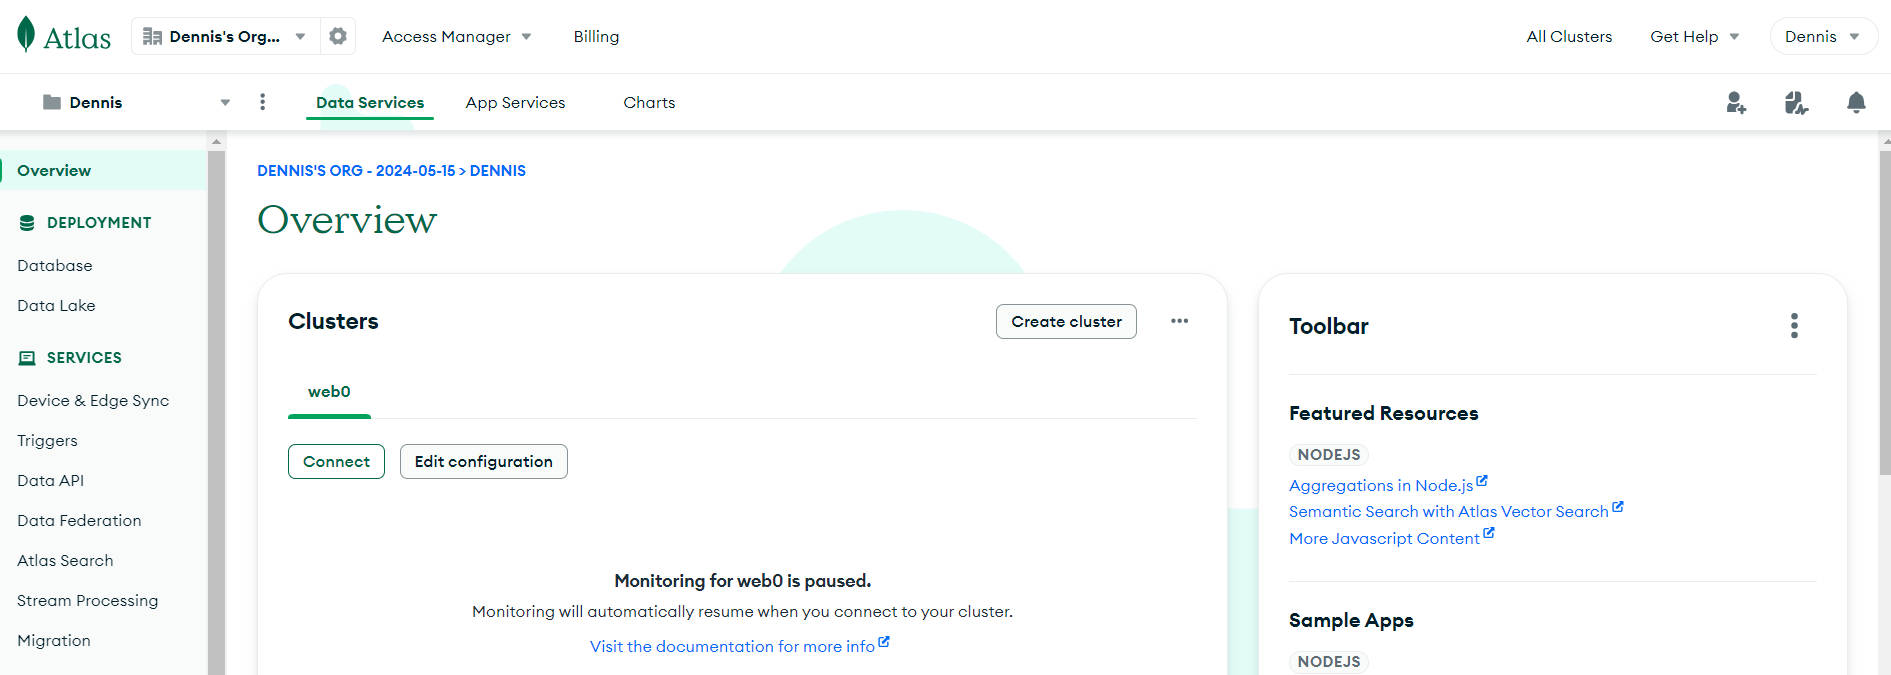 Atlas
Dennis's Org...
Access Manager
Billing
All Clusters
Get Help
Dennis
Dennis
Data Services
App Services
Charts
Overview
DEPLOYMENT
Database
Data Lake
SERVICES
Device & Edge Sync
Triggers
Data API
Data Federation
Atlas Search
Stream Processing
Migration
DENNIS'S ORG - 2024-05-15 > DENNIS
Overview
Clusters
Create cluster
web0
Connect
Edit configuration
Monitoring for web0 is paused.
Monitoring will automatically resume when you connect to your cluster.
Visit the documentation for more info
Toolbar
Featured Resources
NODEJS
Aggregations in Node.js
Semantic Search with Atlas Vector Search
More Javascript Content
Sample Apps
NODEJS